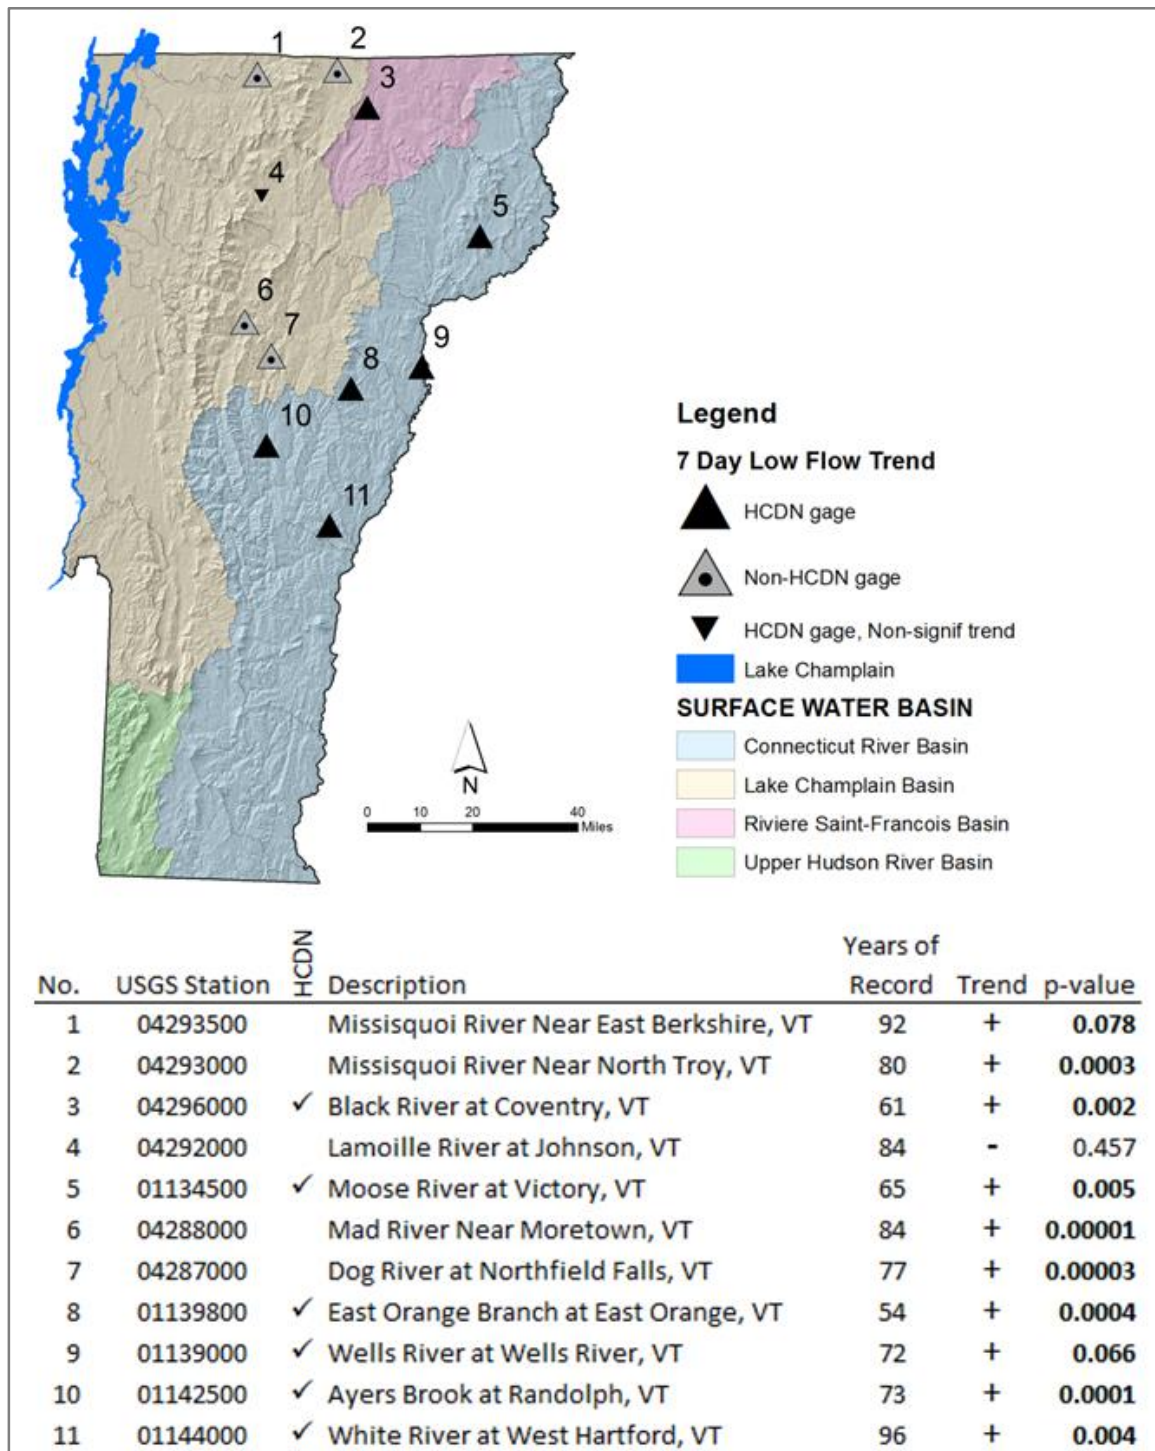 1
2
3
4
5
6
7
8
9
10
11
N
0 10 20 40
Miles
Legend
7 Day Low Flow Trend
HCDN gage
Non-HCDN gage
HCDN gage, Non-signif trend
Lake Champlain
SURFACE WATER BASIN
Connecticut River Basin
Lake Champlain Basin
Riviere Saint-Francois Basin
Upper Hudson River Basin
No. USGS Station HCDN Description Years of Record Trend p-value
1 04293500 Missisquoi River Near East Berkshire, VT 92 + 0.078
2 04293000 Missisquoi River Near North Troy, VT 80 + 0.0003
3 04296000 ✓ Black River at Coventry, VT 61 + 0.002
4 04292000 Lamoille River at Johnson, VT 84 - 0.457
5 01134500 ✓ Moose River at Victory, VT 65 + 0.005
6 04288000 Mad River Near Moretown, VT 84 + 0.00001
7 04287000 Dog River at Northfield Falls, VT 77 + 0.00003
8 01139800 ✓ East Orange Branch at East Orange, VT 54 + 0.0004
9 01139000 ✓ Wells River at Wells River, VT 72 + 0.066
10 01142500 ✓ Ayers Brook at Randolph, VT 73 + 0.0001
11 01144000 ✓ White River at West Hartford, VT 96 + 0.004